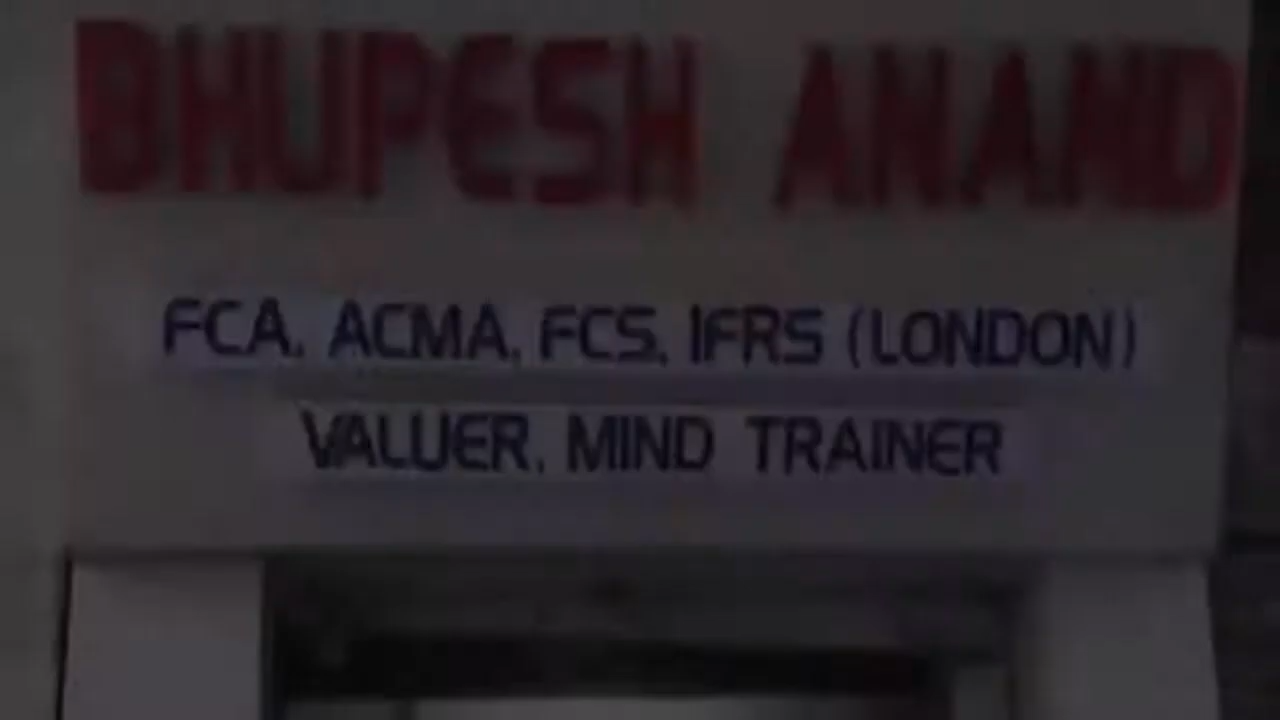 BHUPESH ANAND
FCA, ACMA, FCS, IFRS (LONDON)
VALUER, MIND TRAINER